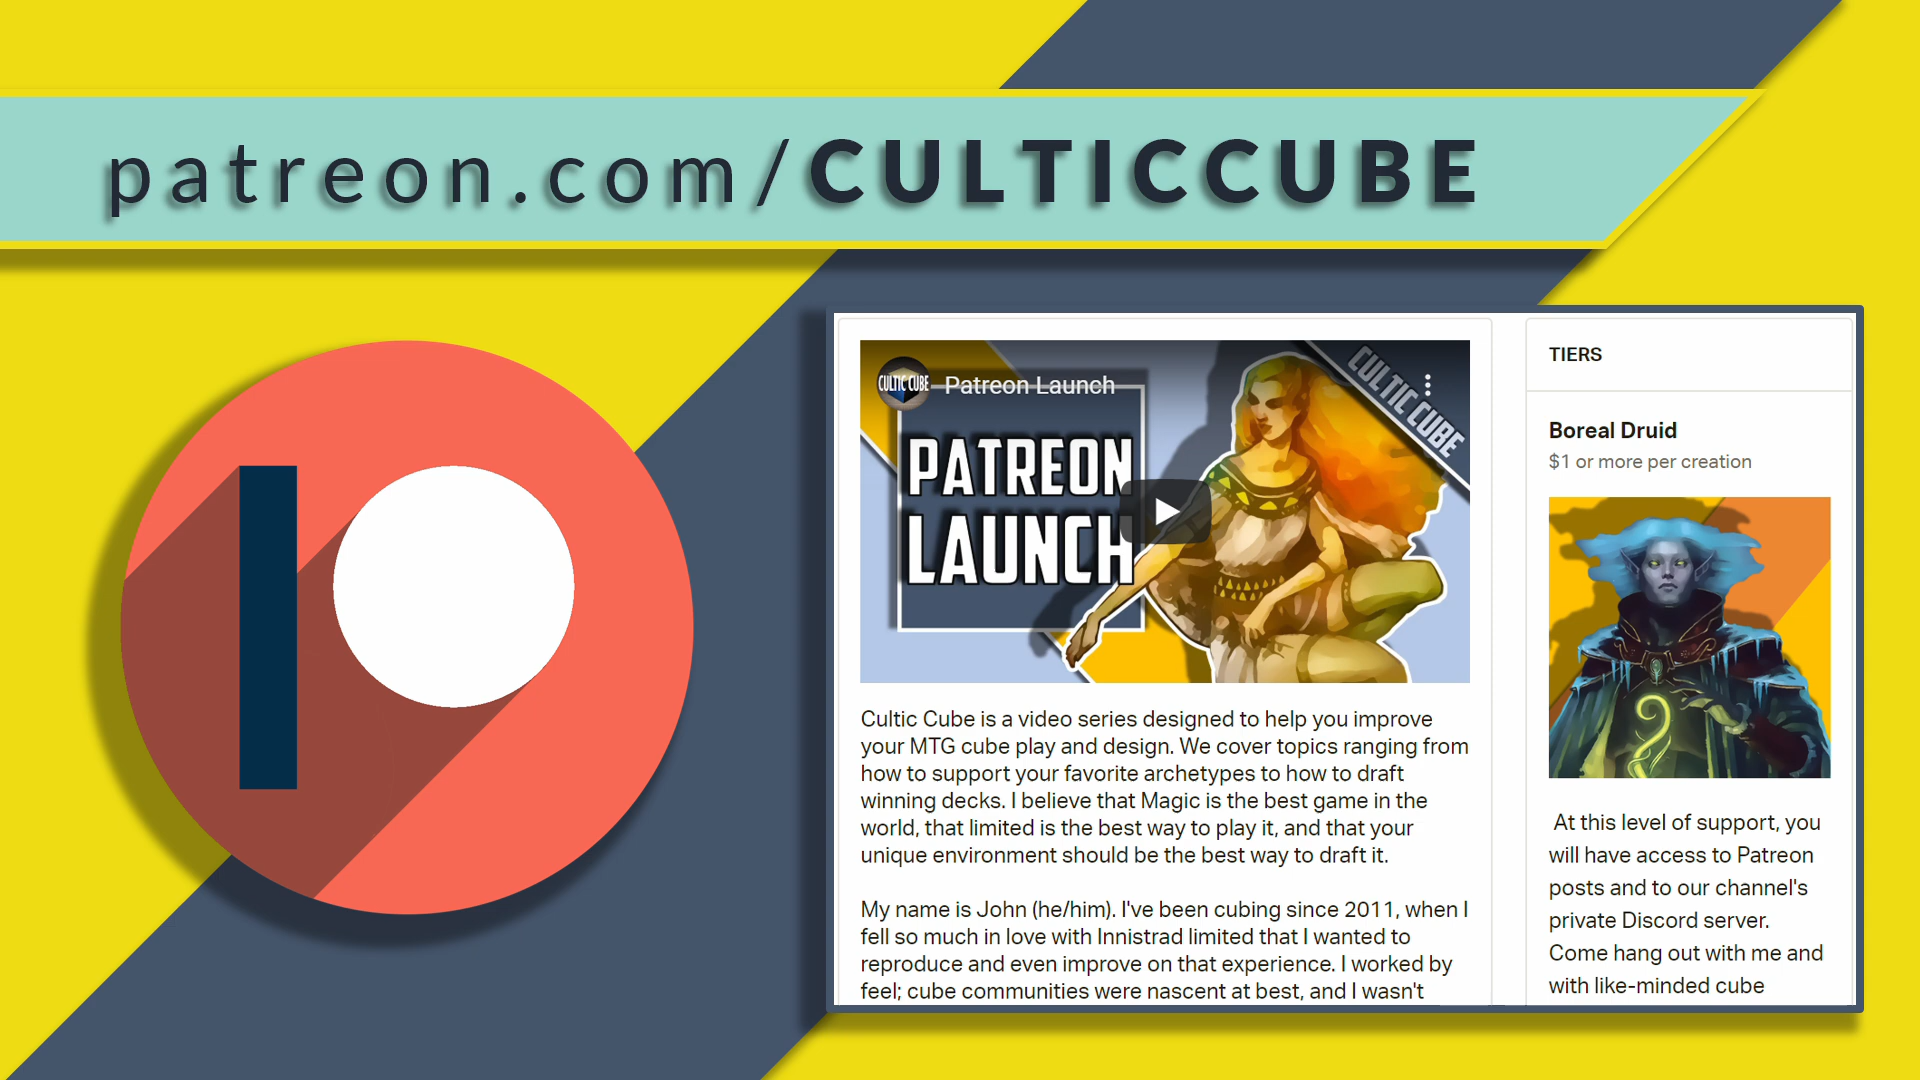 patreon.com/CULTICCUBE
CULTIC CUBE
Patreon Launch
CULTIC CUBE
PATREON
LAUNCH
Cultic Cube is a video series designed to help you improve
your MTG cube play and design. We cover topics ranging from
how to support your favorite archetypes to how to draft
winning decks. I believe that Magic is the best game in the
world, that limited is the best way to play it, and that your
unique environment should be the best way to draft it.
My name is John (he/him). I've been cubing since 2011, when I
fell so much in love with Innistrad limited that I wanted to
reproduce and even improve on that experience. I worked by
feel; cube communities were nascent at best, and I wasn't
TIERS
Boreal Druid
$1 or more per creation
At this level of support, you
will have access to Patreon
posts and to our channel's
private Discord server.
Come hang out with me and
with like-minded cube